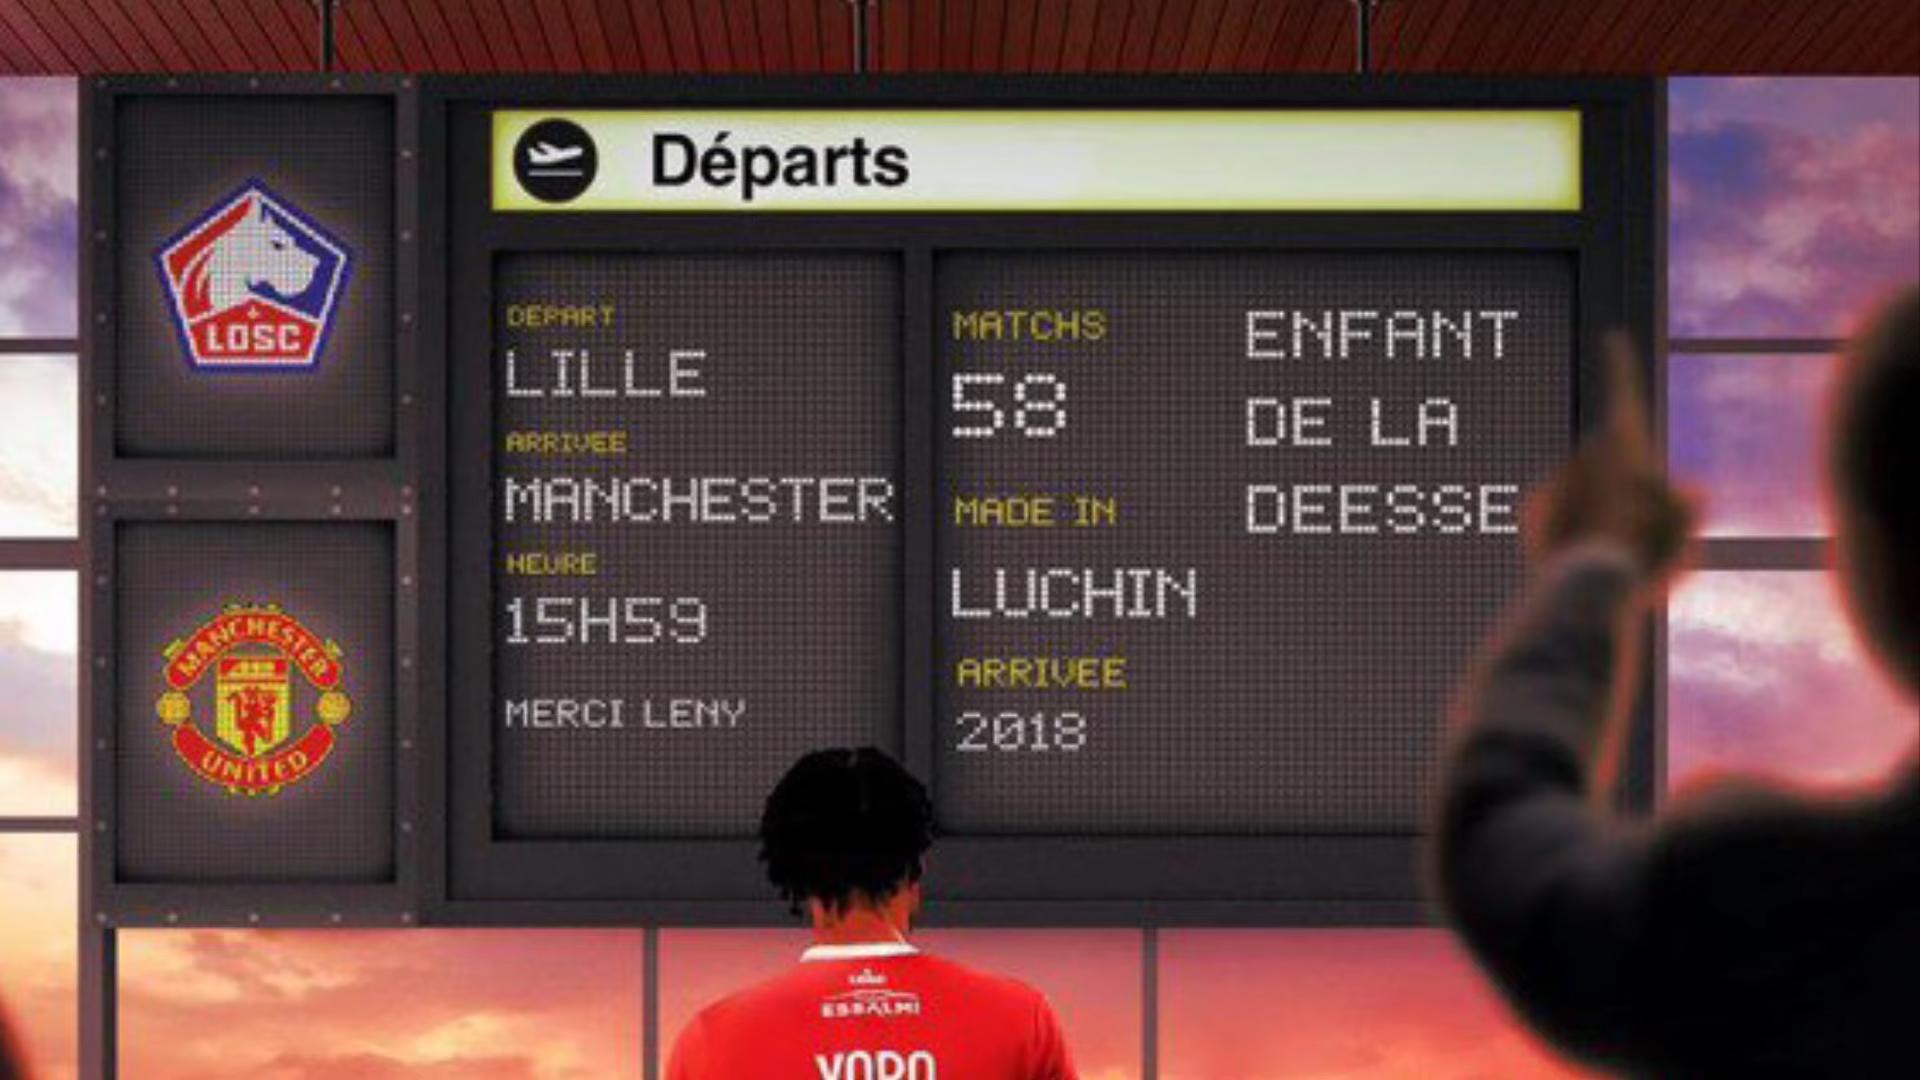 Départs
LOSC
DEPART
LILLE
ARRIVEE
MANCHESTER
HEURE
15H59
MERCI LENY
MATCHS
58
MADE IN
LUCHIN
ARRIVEE
2018
ENFANT
DE LA
DEESSE
MANCHESTER
UNITED
ESSALMI
YORO